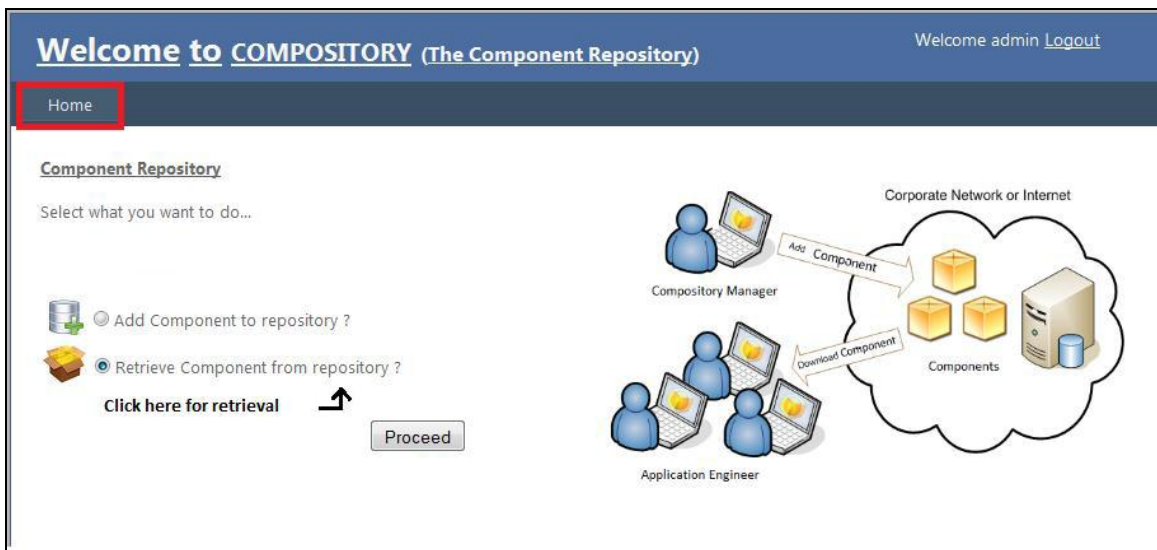 Welcome to COMPOSITORY (The Component Repository)
Welcome admin Logout
Home
Component Repository
Select what you want to do...
Add Component to repository ?
Retrieve Component from repository ?
Click here for retrieval
Proceed
Corporate Network or Internet
Add Component
Compository Manager
Download Component
Components
Application Engineer